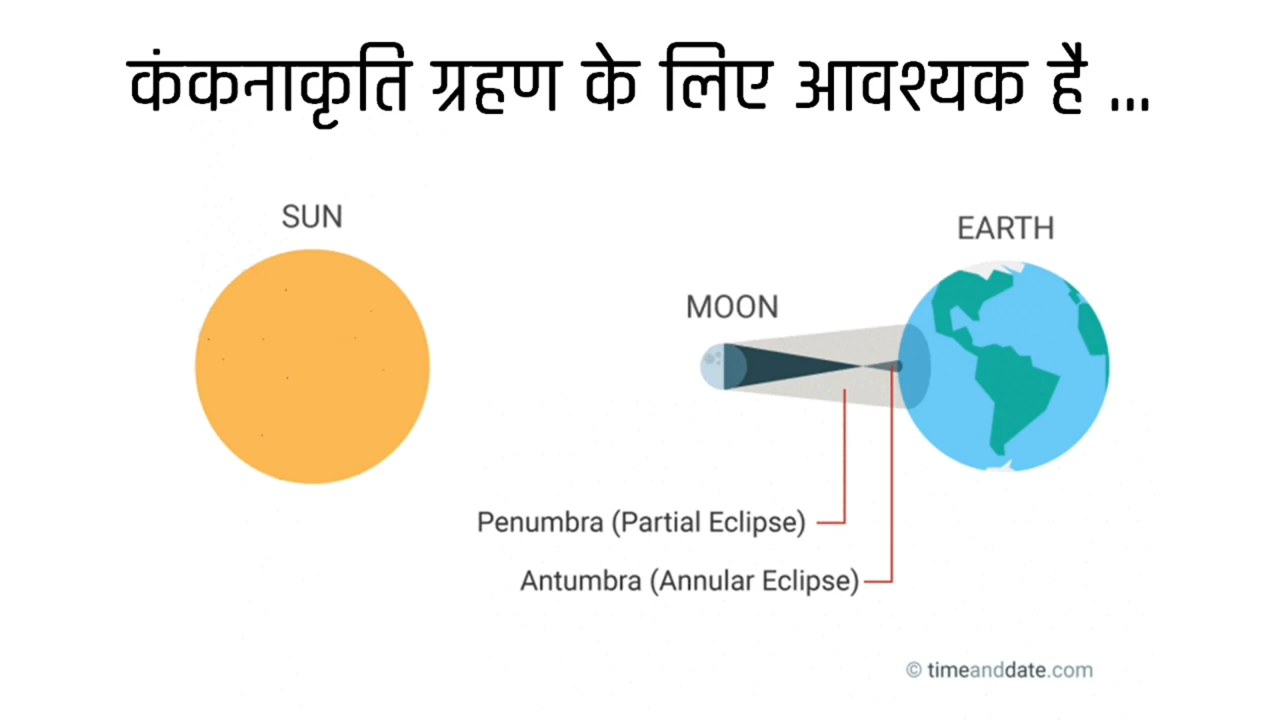 कंकनाकृति ग्रहण के लिए आवश्यक है ...
SUN
EARTH
MOON
Penumbra (Partial Eclipse)
Antumbra (Annular Eclipse)
© timeanddate.com